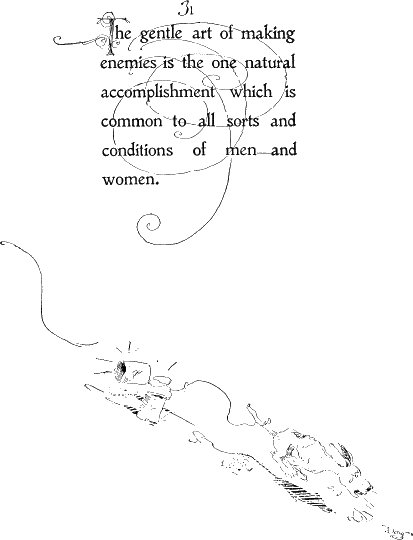 31
The gentle art of making
enemies is the one natural
accomplishment which is
common to all sorts and
conditions of men and
women.